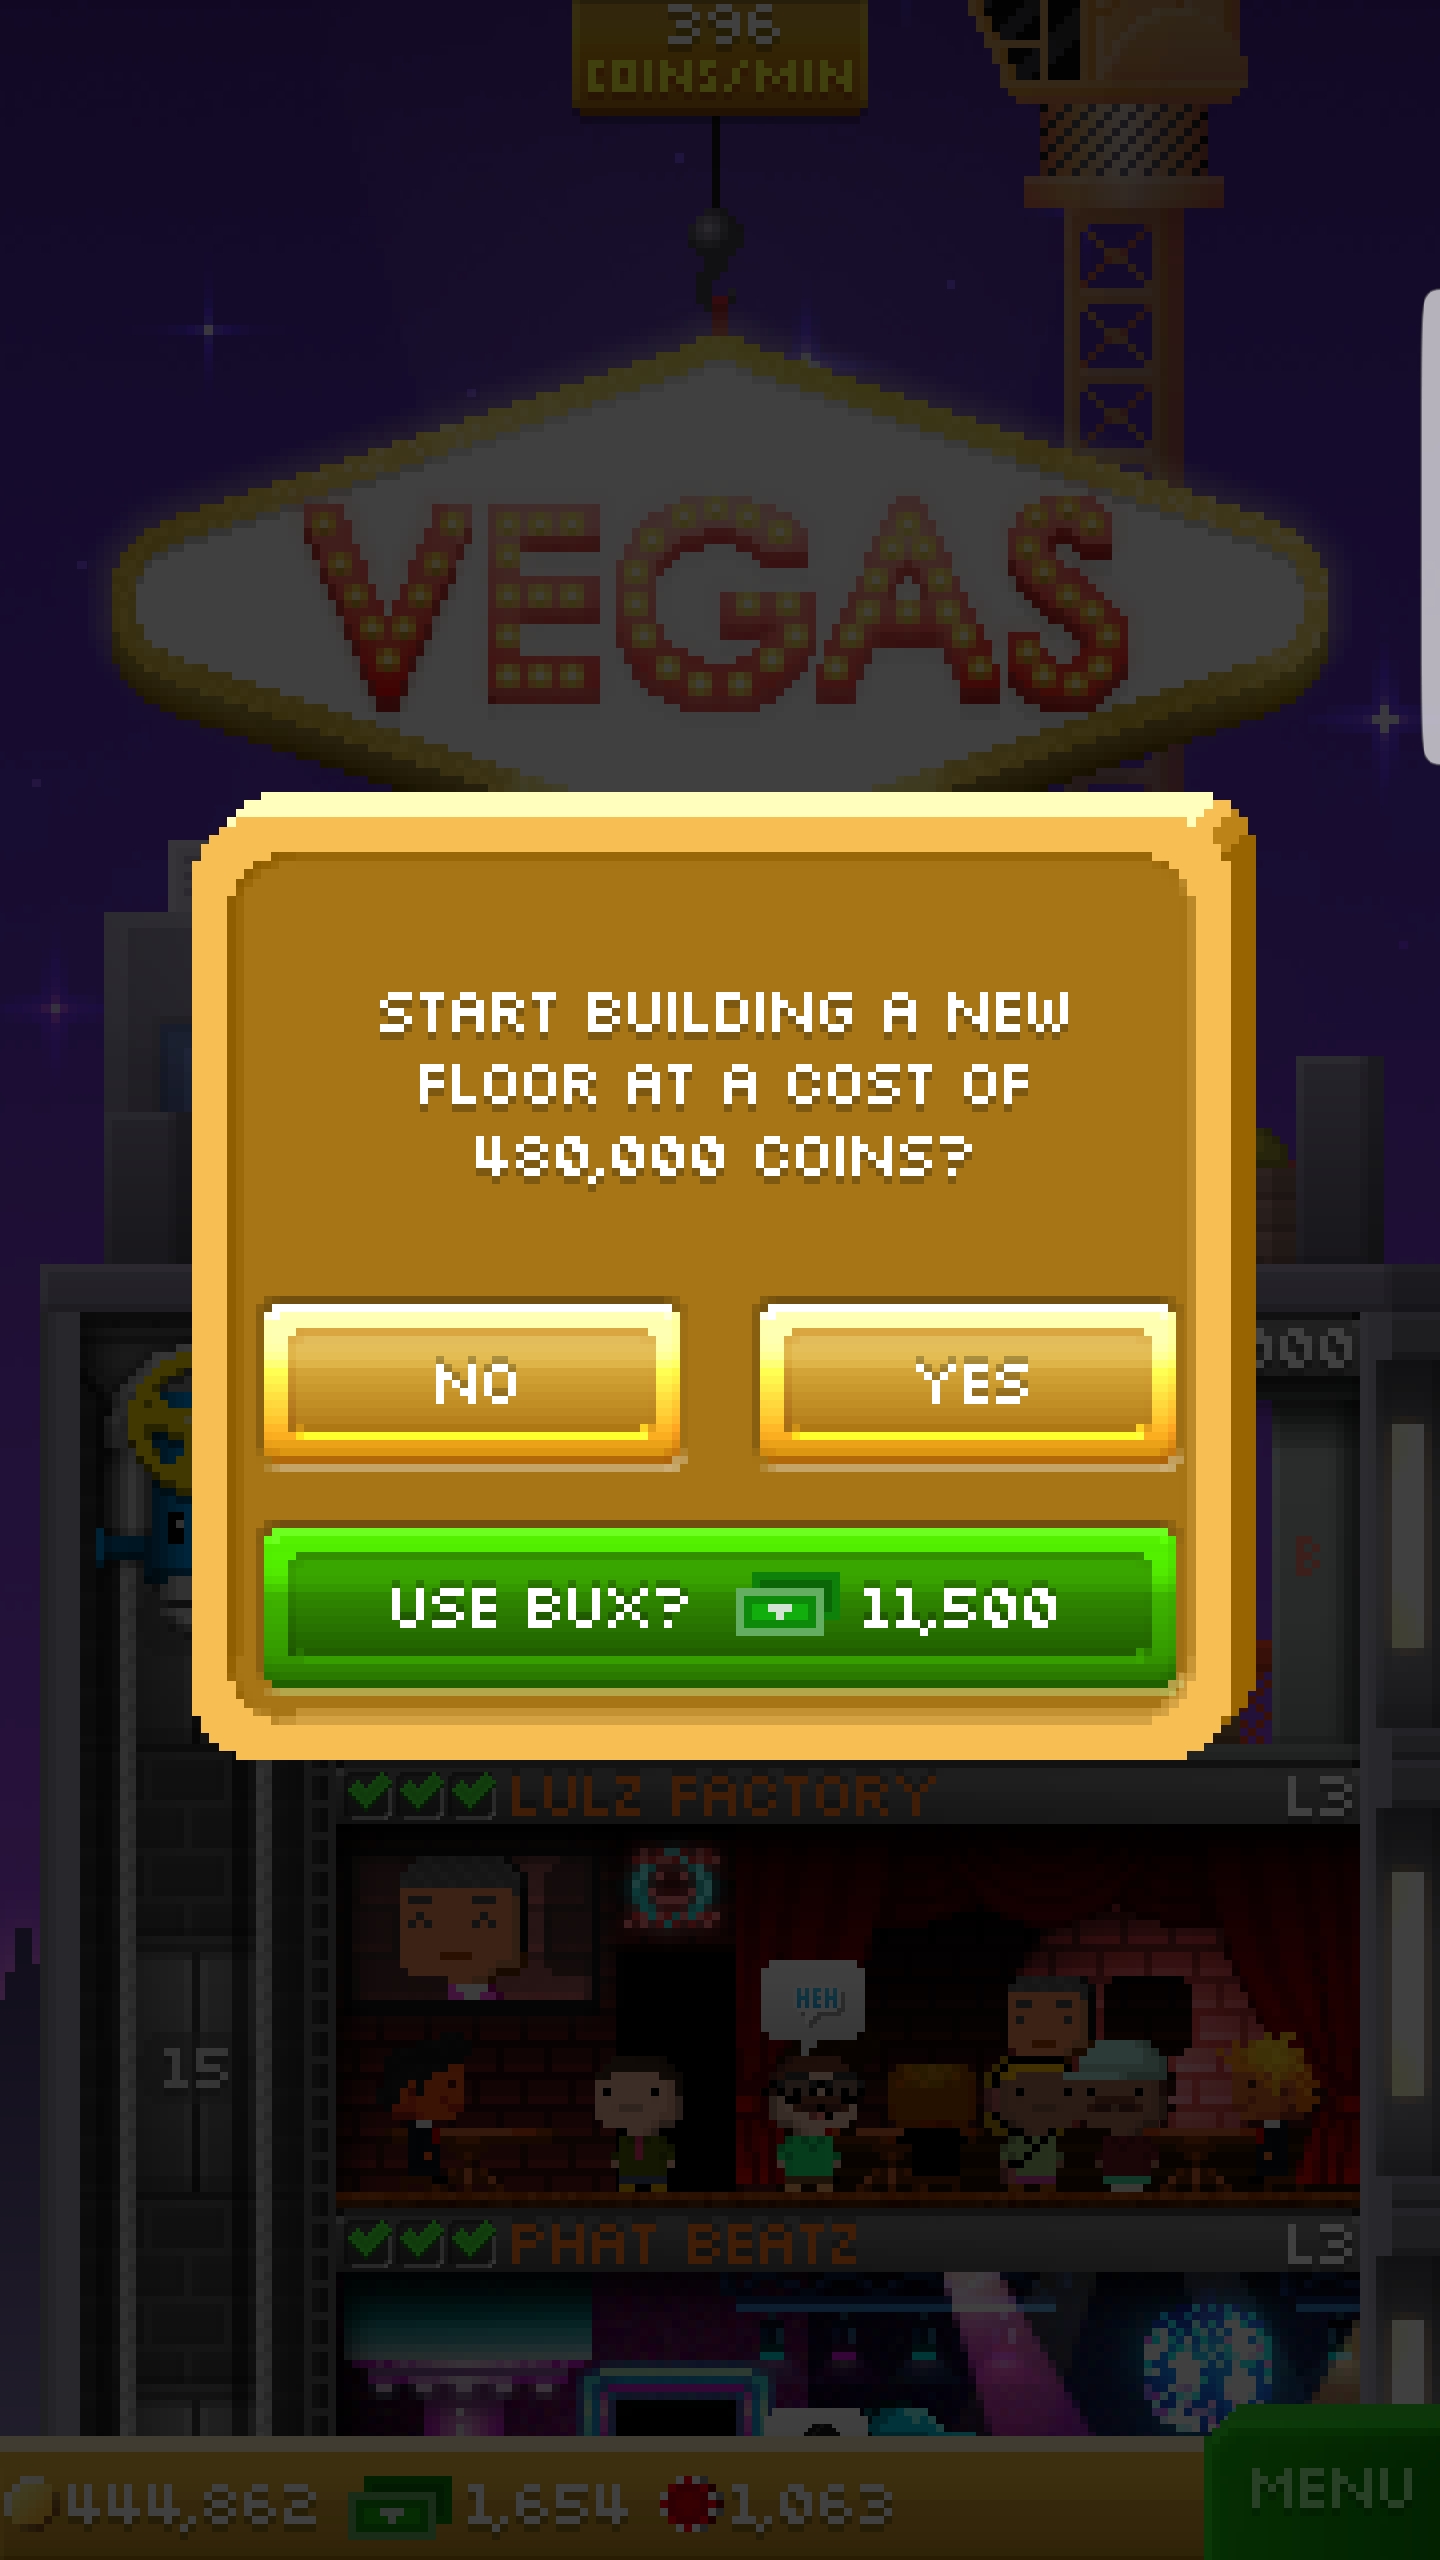 396
COINS/MIN
VEGAS
START BUILDING A NEW
FLOOR AT A COST OF
480,000 COINS?
NO
YES
000
USE BUX? 11,500
B
LULZ FACTORY L3
HEH
15
PHAT BEATZ L3
444,862 1,654 1,063
MENU